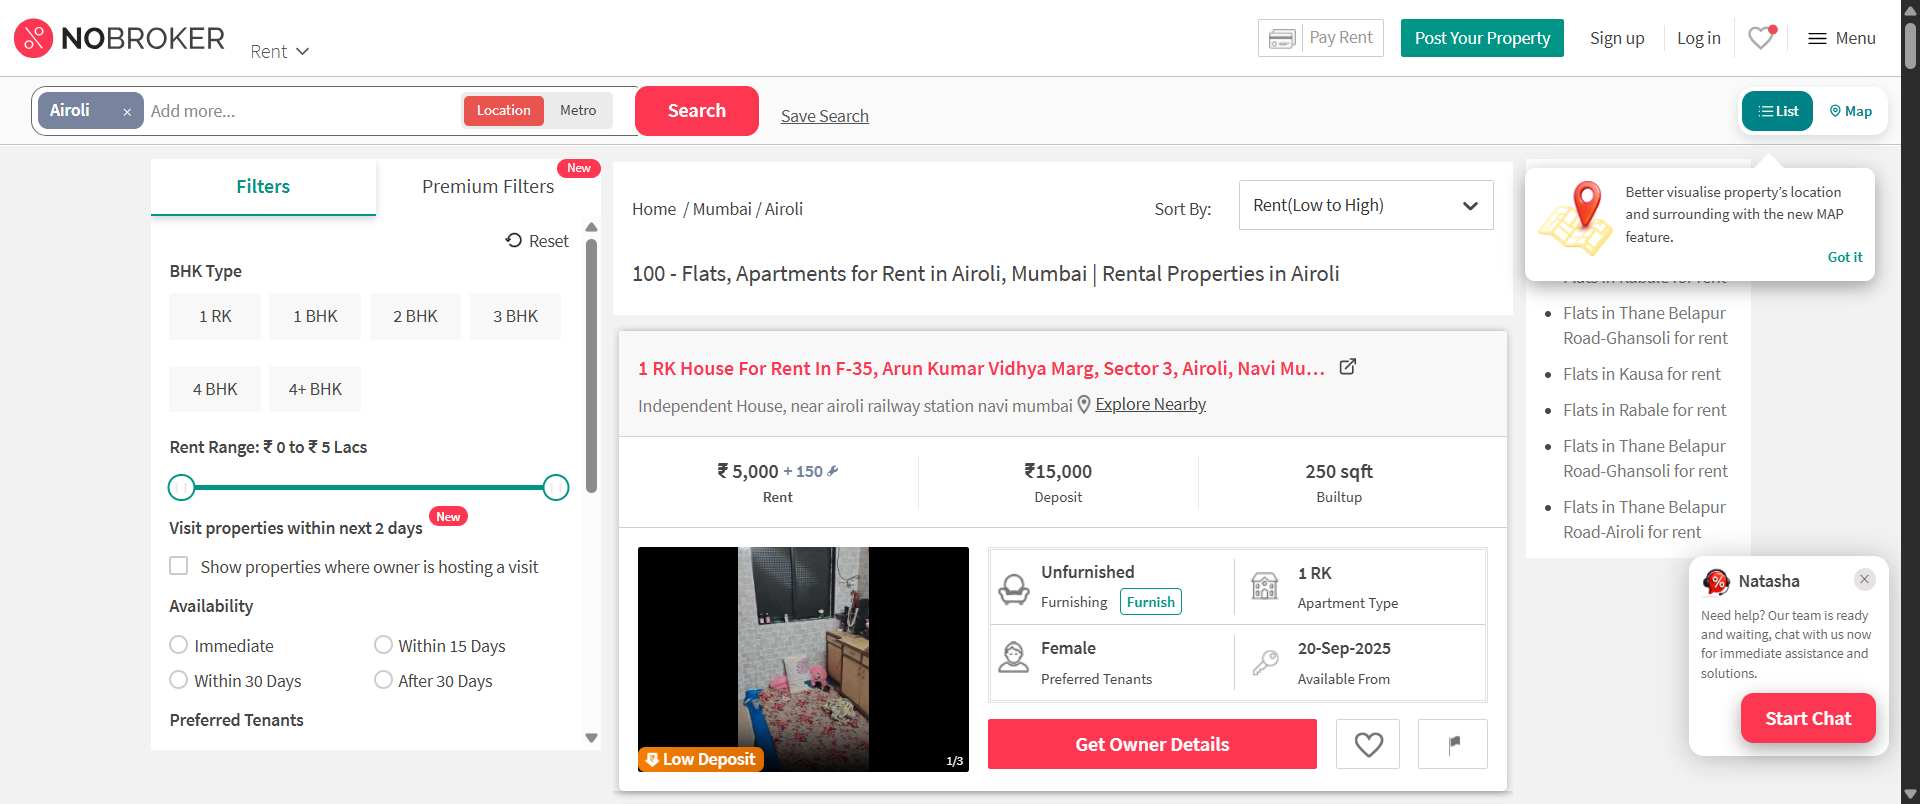 NOBROKER
Rent
Pay Rent
Post Your Property
Sign up
Log in
Menu
Airoli ×
Add more...
Location
Metro
Search
Save Search
List
Map
Filters
Premium Filters
New
Reset
BHK Type
1 RK
1 BHK
2 BHK
3 BHK
4 BHK
4+ BHK
Rent Range: ₹ 0 to ₹ 5 Lacs
Visit properties within next 2 days
New
Show properties where owner is hosting a visit
Availability
Immediate
Within 15 Days
Within 30 Days
After 30 Days
Preferred Tenants
Home / Mumbai / Airoli
Sort By:
Rent(Low to High)
100 - Flats, Apartments for Rent in Airoli, Mumbai | Rental Properties in Airoli
1 RK House For Rent In F-35, Arun Kumar Vidhya Marg, Sector 3, Airoli, Navi Mu...
Independent House, near airoli railway station navi mumbai
Explore Nearby
₹ 5,000 + 150
Rent
₹15,000
Deposit
250 sqft
Builtup
Low Deposit
1/3
Unfurnished
Furnishing
Furnish
1 RK
Apartment Type
Female
Preferred Tenants
20-Sep-2025
Available From
Get Owner Details
Better visualise property's location
and surrounding with the new MAP
feature.
Got it
Flats in Rabale for rent
Flats in Thane Belapur
Road-Ghansoli for rent
Flats in Kausa for rent
Flats in Rabale for rent
Flats in Thane Belapur
Road-Ghansoli for rent
Flats in Thane Belapur
Road-Airoli for rent
Natasha
Need help? Our team is ready
and waiting, chat with us now
for immediate assistance and
solutions.
Start Chat